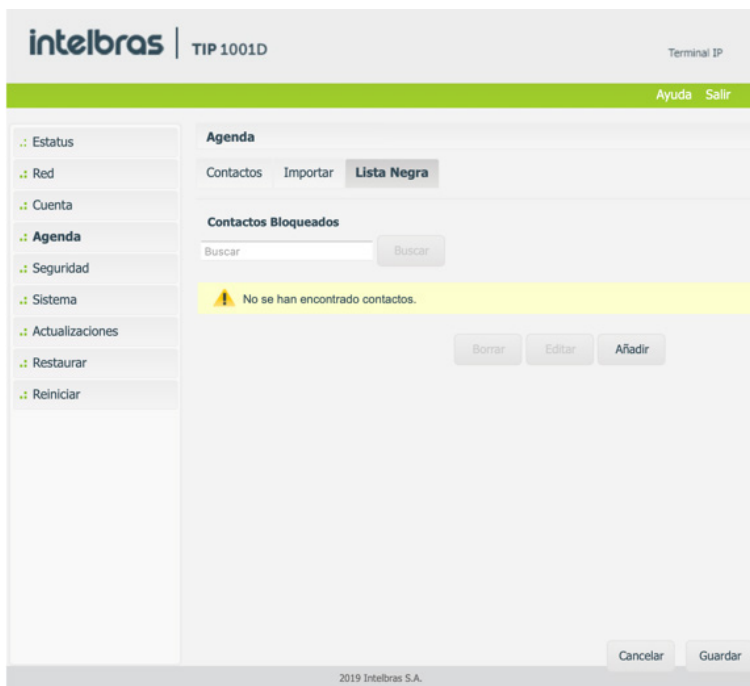 intelbras | TIP 1001D
Terminal IP
Ayuda Salir
.: Estatus
.: Red
.: Cuenta
.: Agenda
.: Seguridad
.: Sistema
.: Actualizaciones
.: Restaurar
.: Reiniciar
Agenda
Contactos Importar Lista Negra
Contactos Bloqueados
Buscar Buscar
No se han encontrado contactos.
Borrar Editar Añadir
Cancelar Guardar
2019 Intelbras S.A.